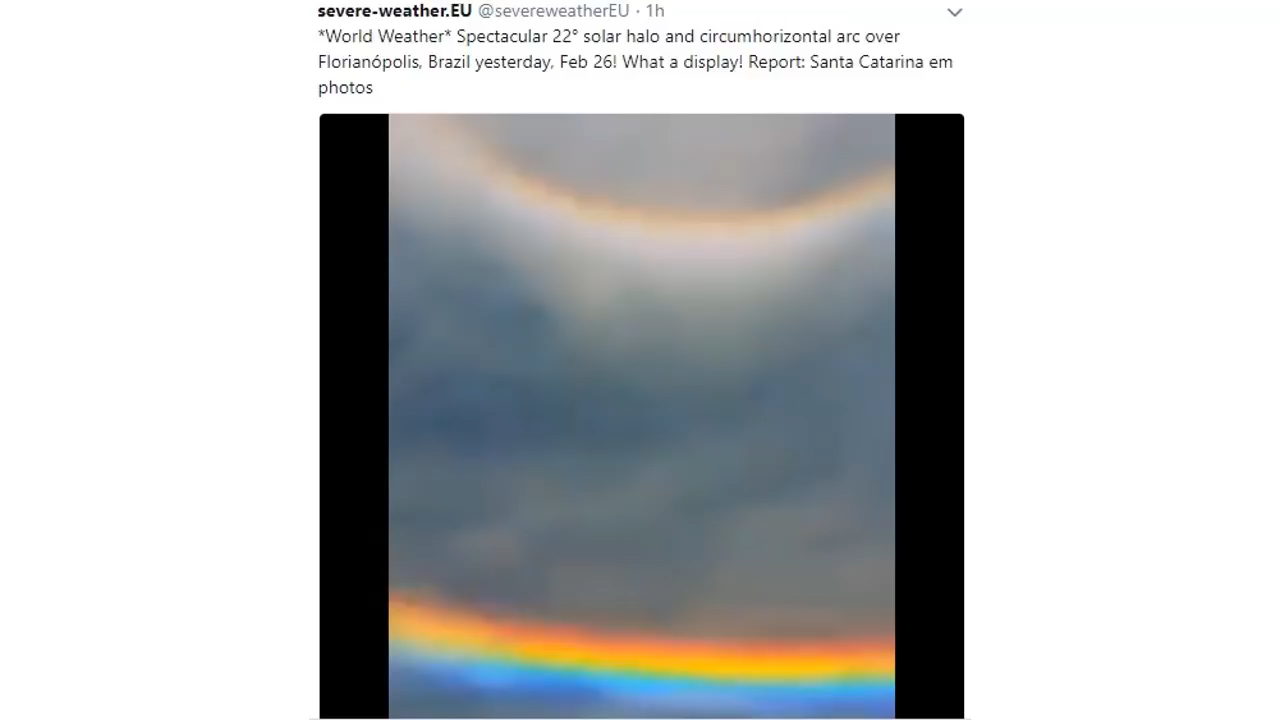 severe-weather.EU @severeweatherEU · 1h
*World Weather* Spectacular 22° solar halo and circumhorizontal arc over
Florianópolis, Brazil yesterday, Feb 26! What a display! Report: Santa Catarina em
photos